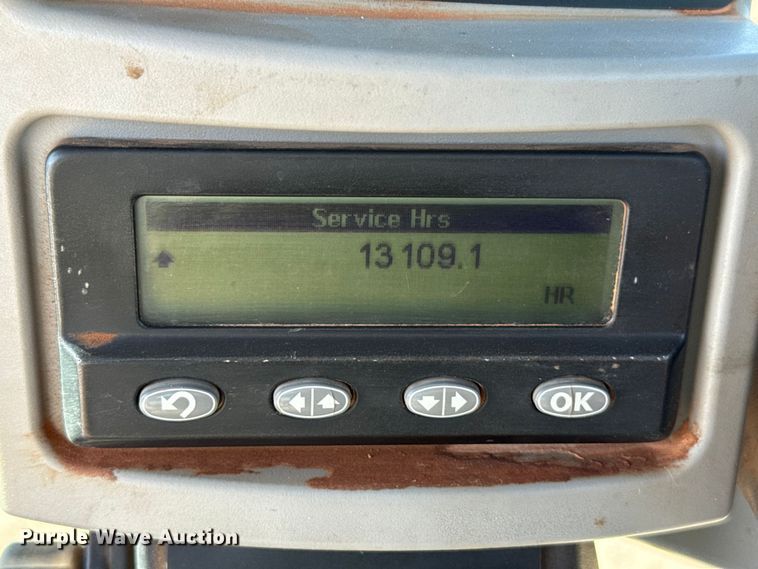 Service Hrs
13109.1
HR
OK
Purple Wave Auction